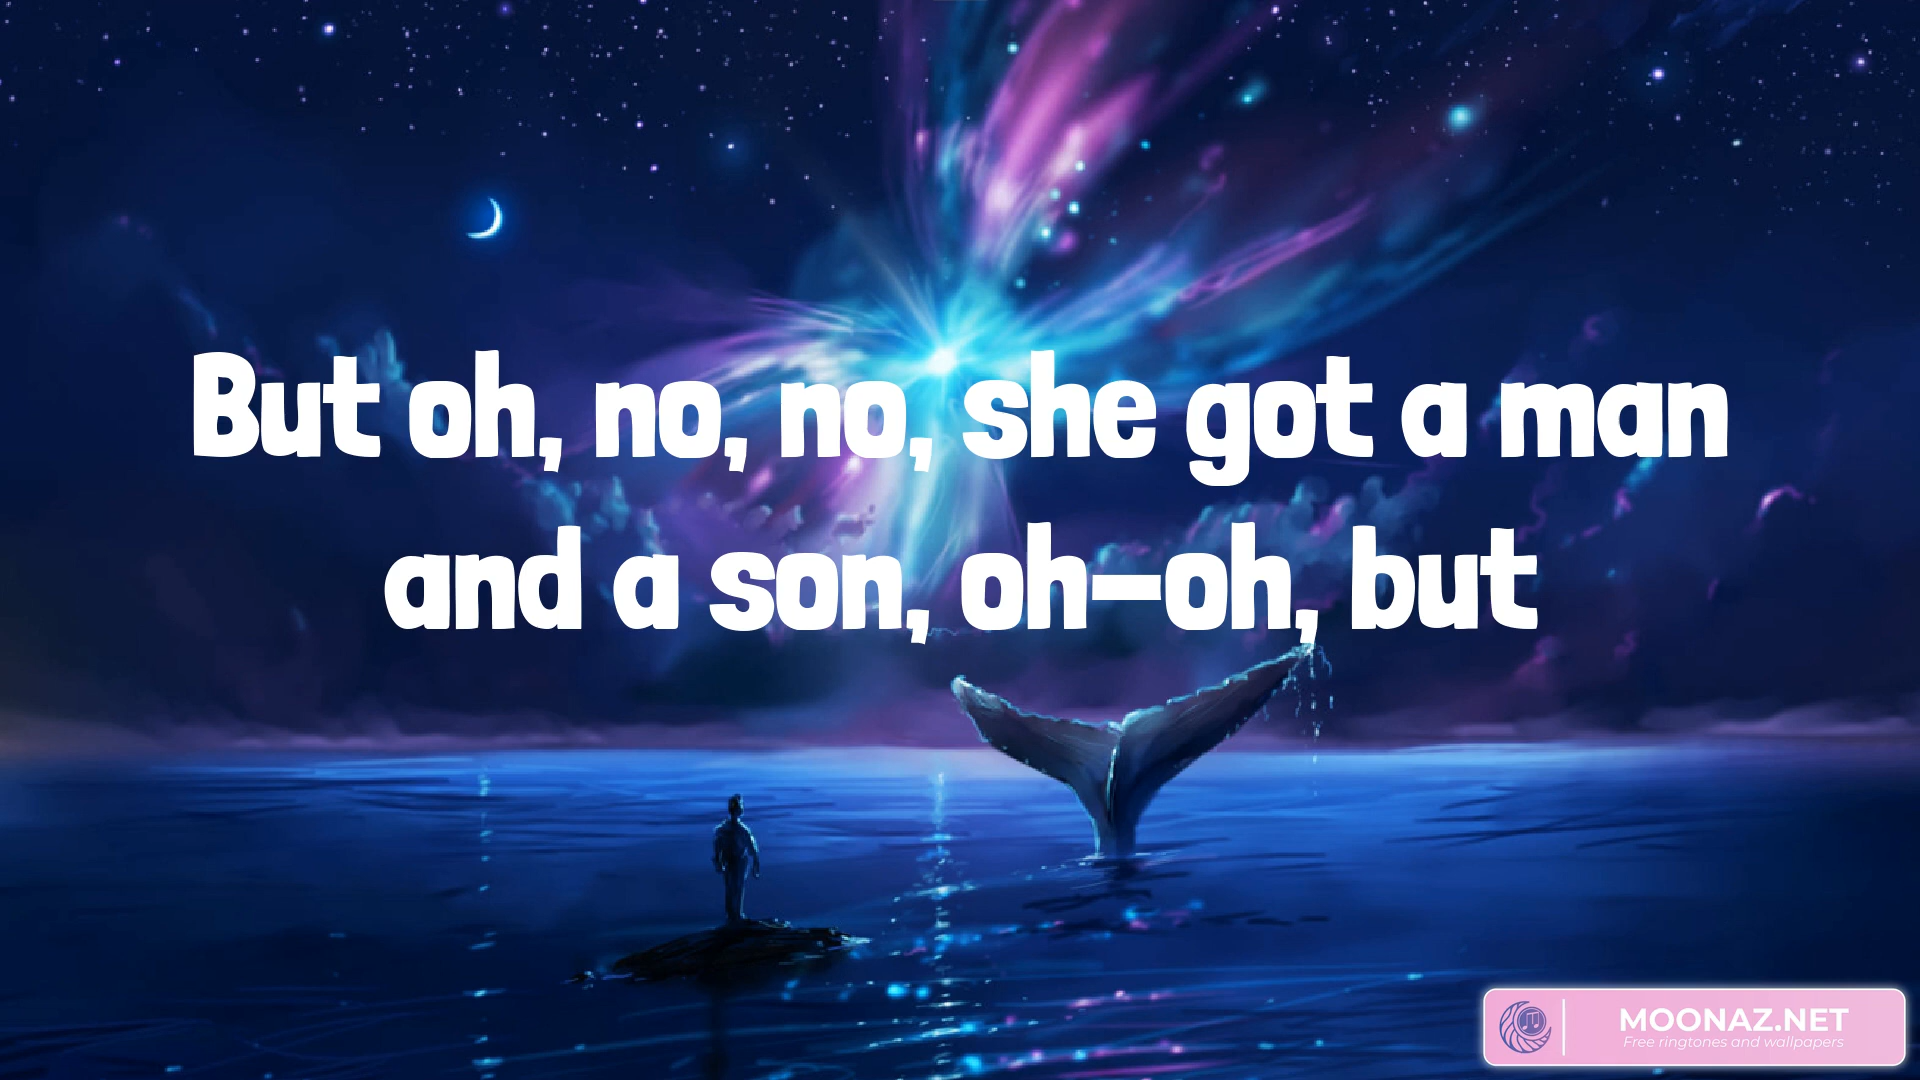 But oh, no, no, she got a man
and a son, oh-oh, but
MOONAZ.NET
Free ringtones and wallpapers